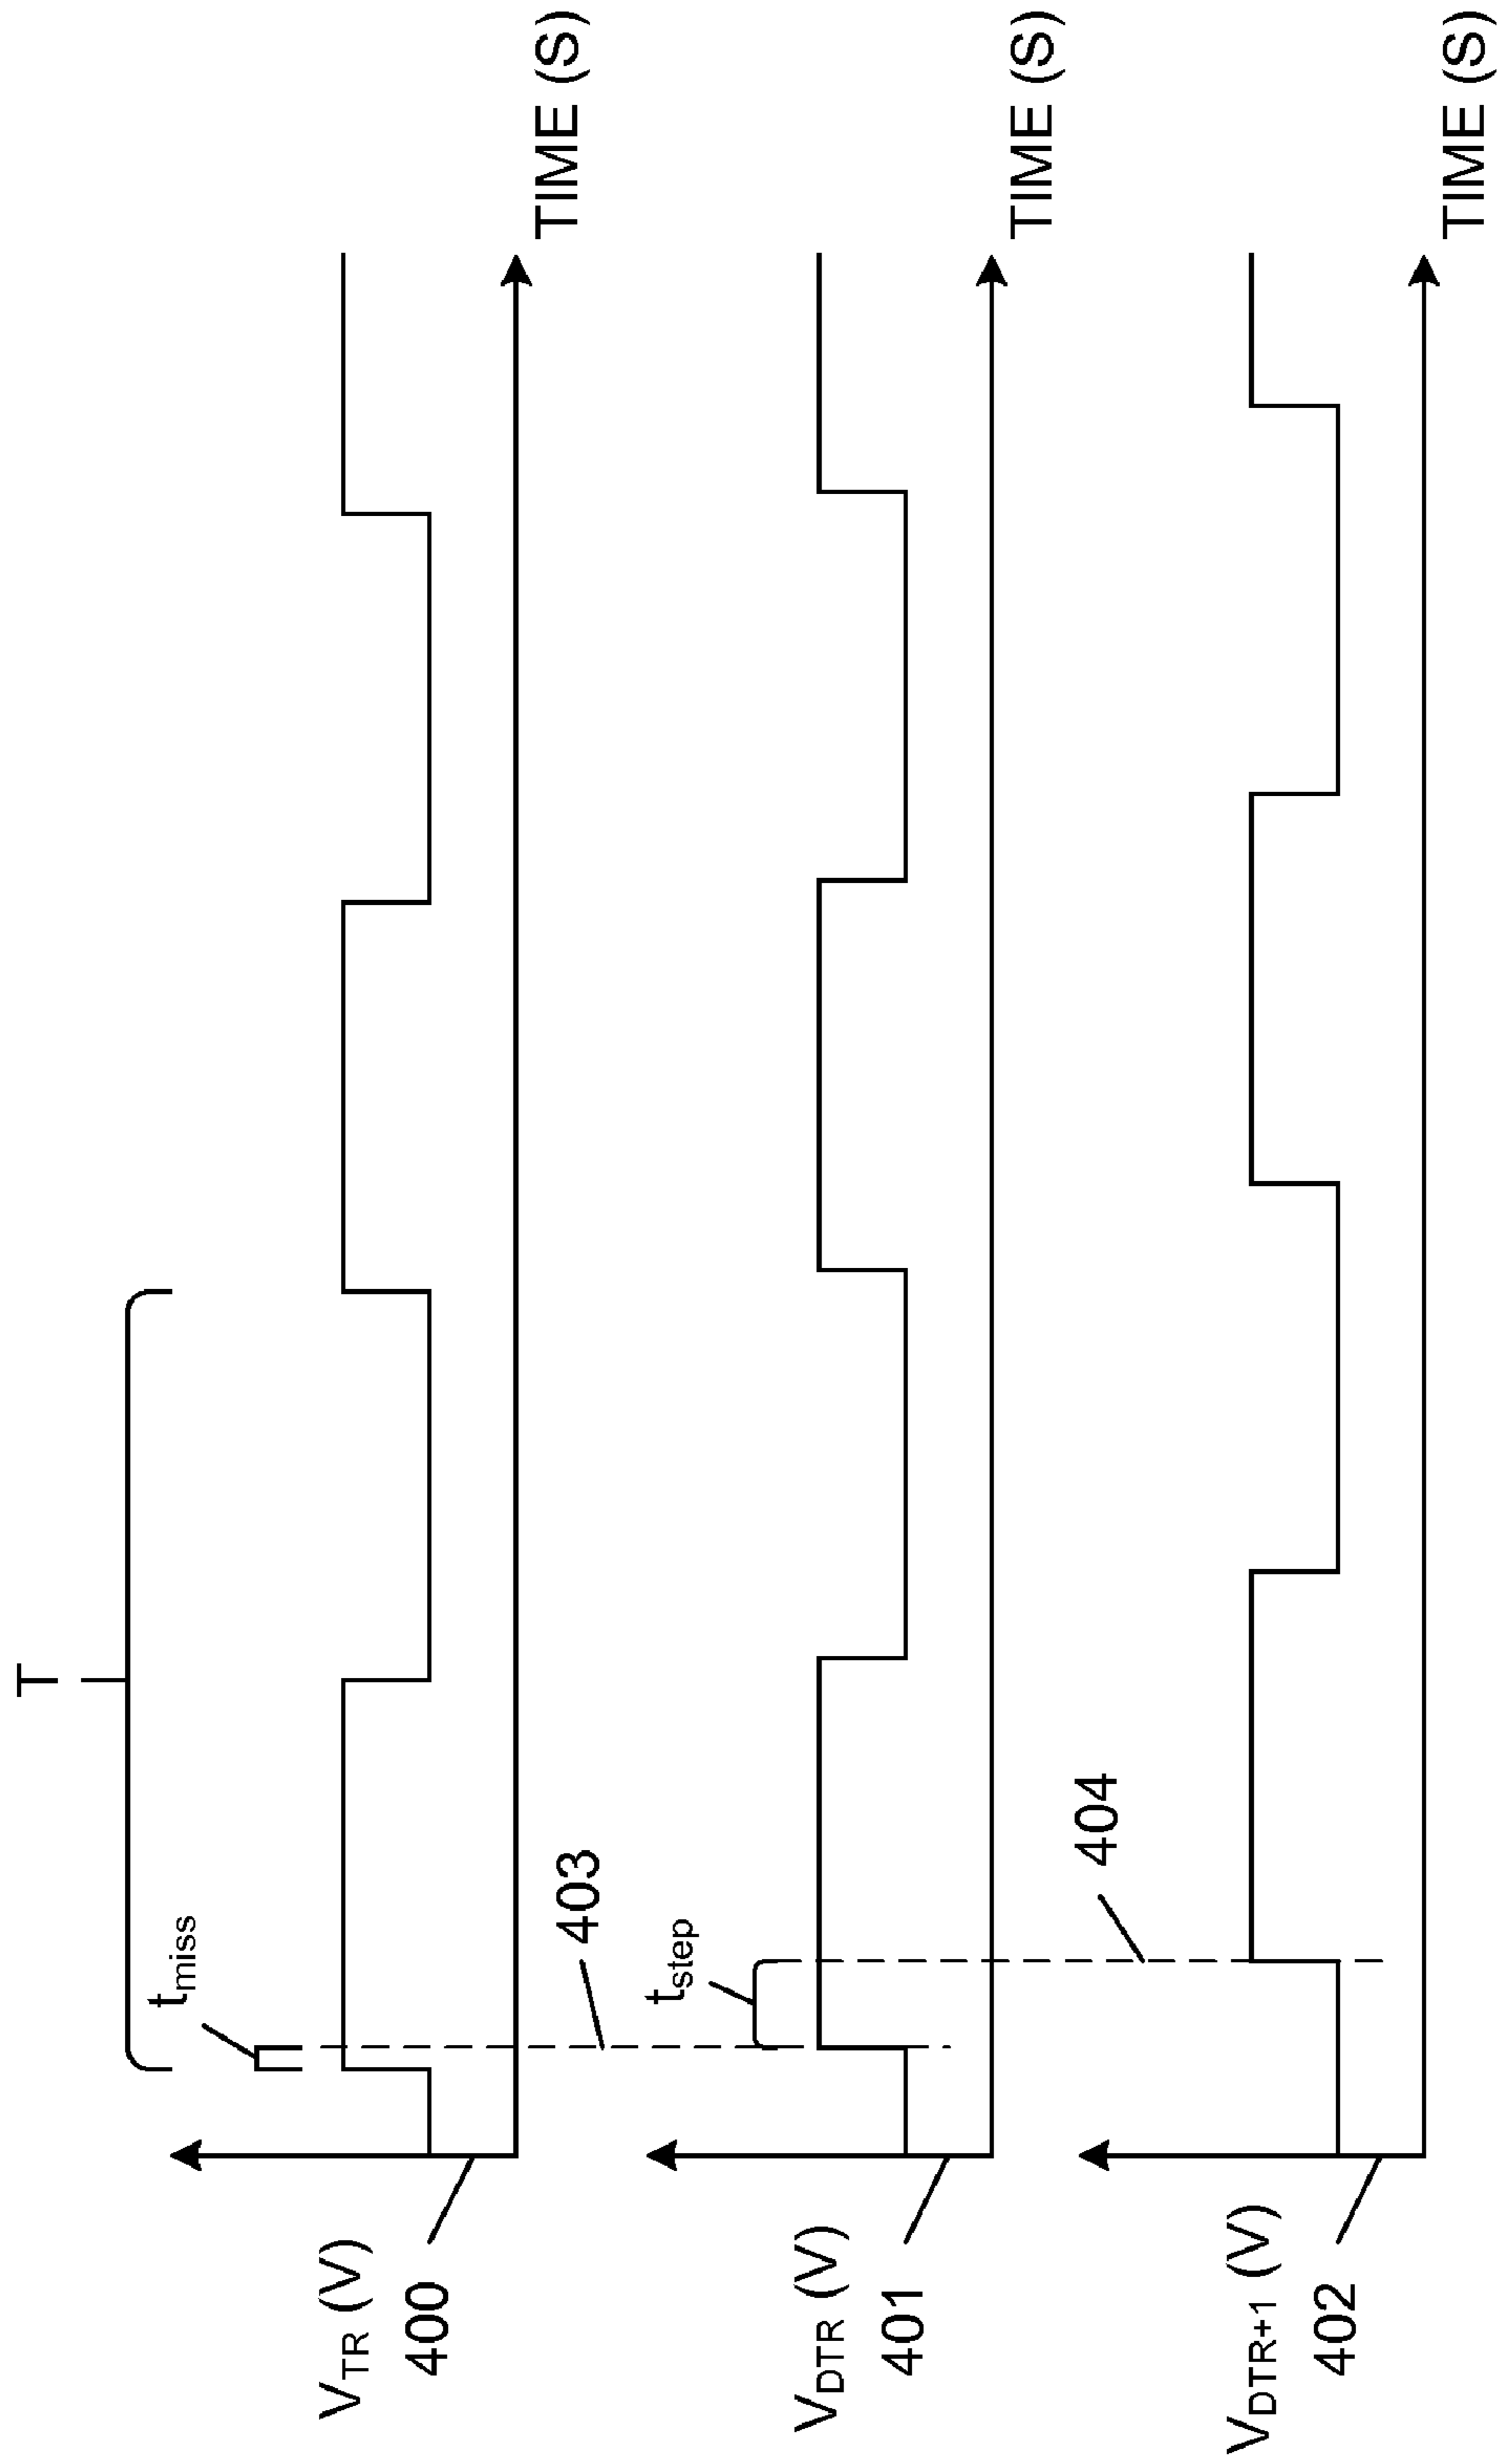 T
t_miss
V_TR (V)
400
TIME (S)
403
t_step
V_DTR (V)
401
TIME (S)
404
V_DTR+1 (V)
402
TIME (S)